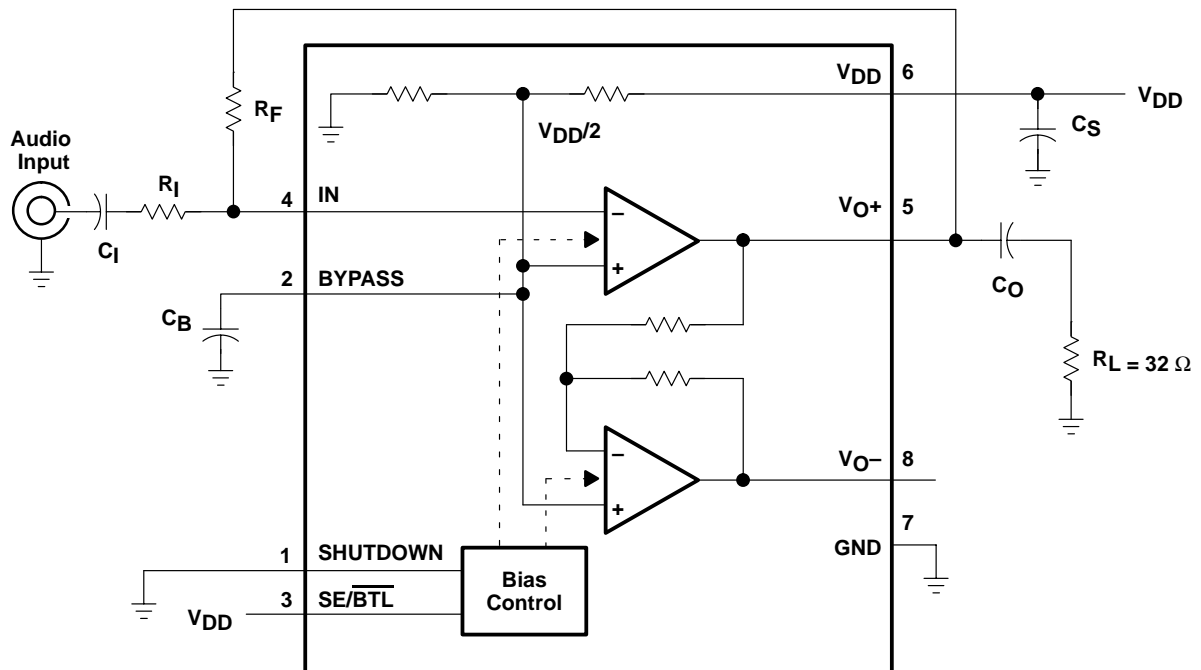 VDD 6
RF
VDD/2
VDD
CS
Audio
Input
RI
4 IN
VO+ 5
CI
−
+
2 BYPASS
CO
CB
RL = 32 Ω
−
+
VO− 8
7
GND
1 SHUTDOWN
Bias
Control
3 SE/BTL
VDD